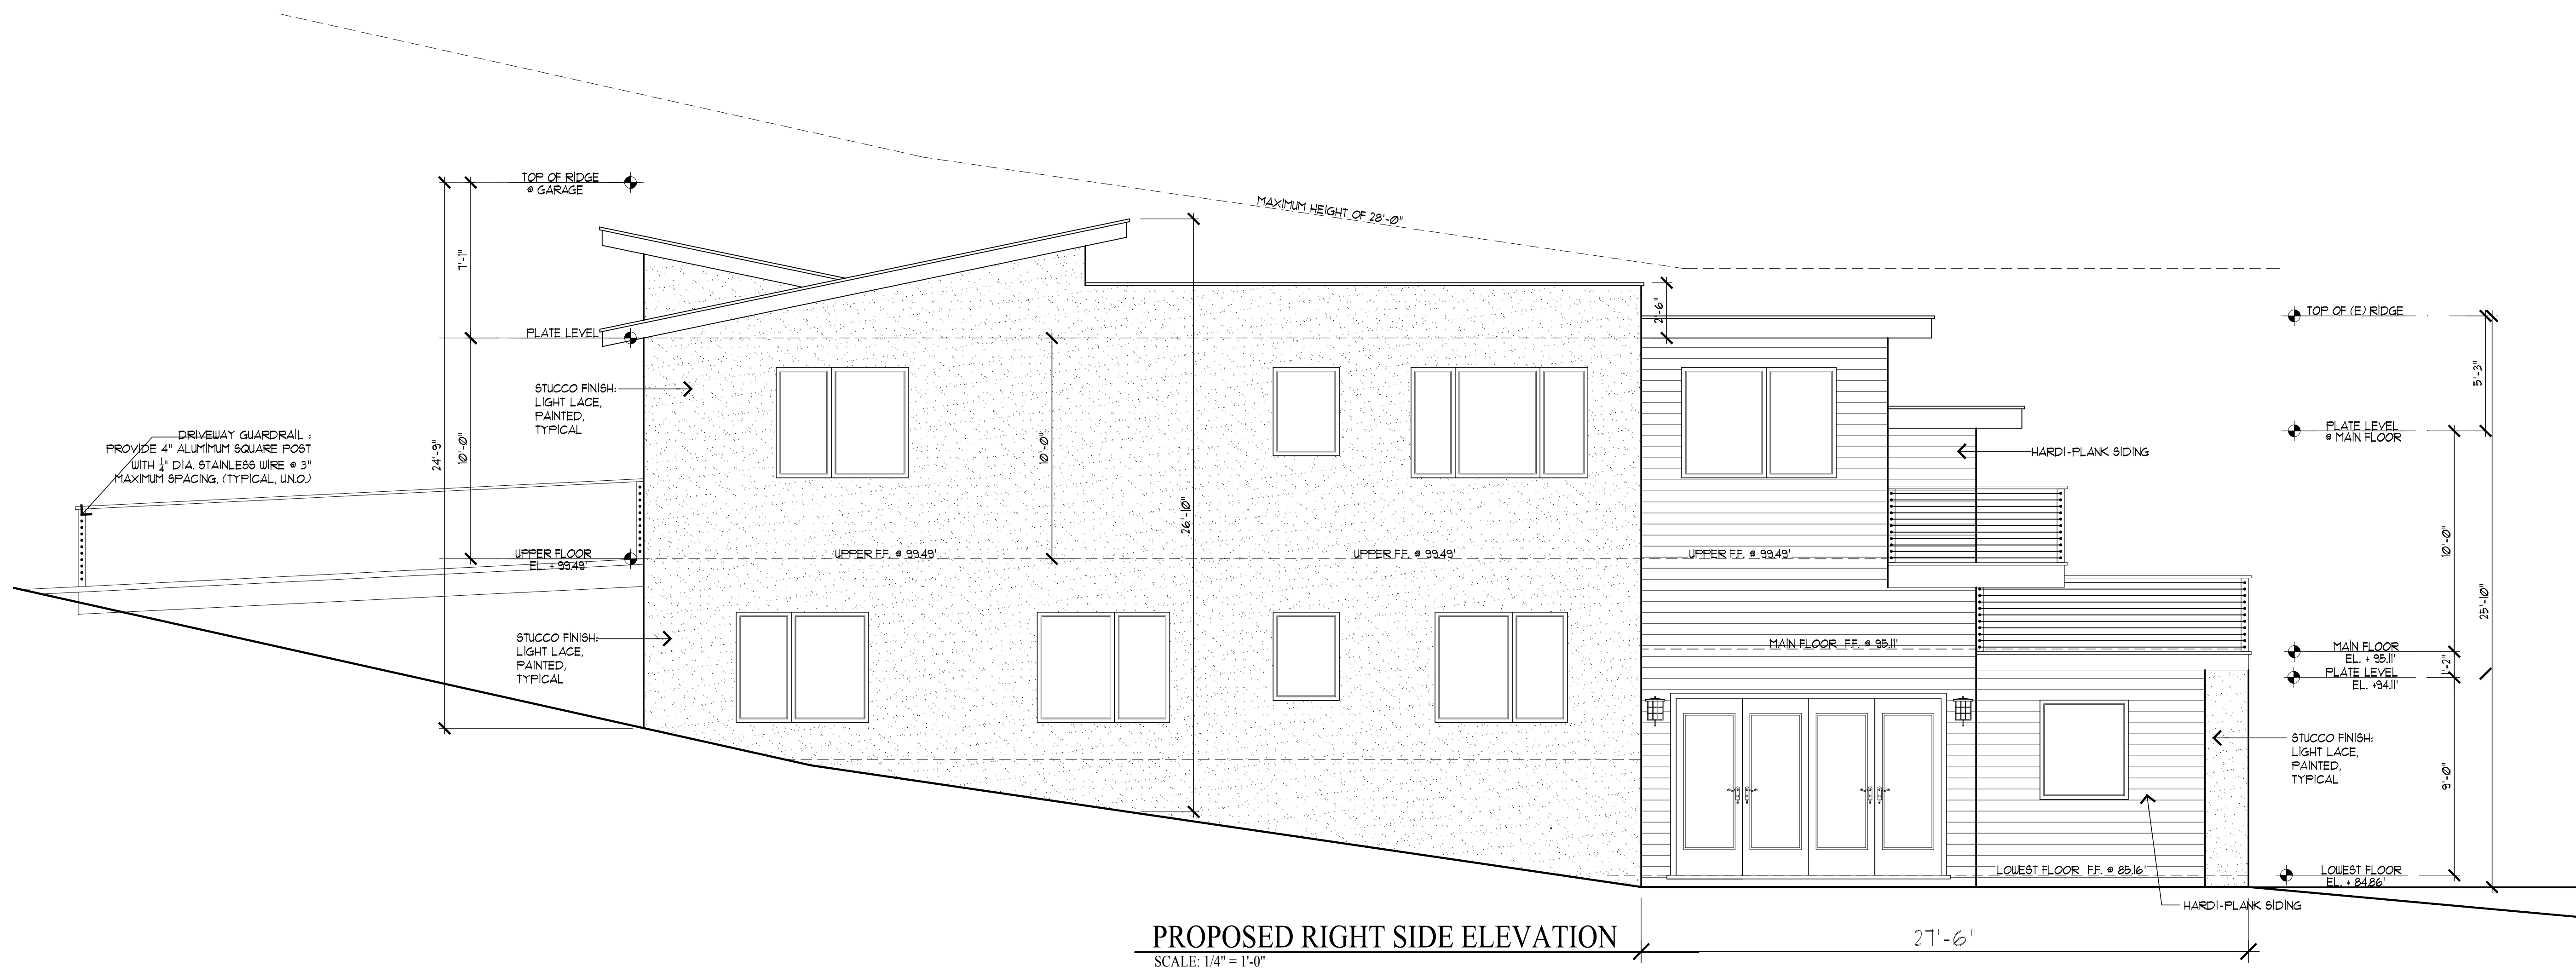 MAXIMUM HEIGHT OF 28'-0"
TOP OF RIDGE
@ GARAGE
7'-1"
PLATE LEVEL
24'-9"
10'-0"
STUCCO FINISH:
LIGHT LACE,
PAINTED,
TYPICAL
DRIVEWAY GUARDRAIL :
PROVIDE 4" ALUMIMUM SQUARE POST
WITH 1/4" DIA. STAINLESS WIRE @ 3"
MAXIMUM SPACING, (TYPICAL, U.N.O.)
UPPER FLOOR
EL. + 99.49'
STUCCO FINISH:
LIGHT LACE,
PAINTED,
TYPICAL
10'-0"
26'-10"
2'-6"
UPPER F.F. @ 99.49'
UPPER F.F. @ 99.49'
UPPER F.F. @ 99.49'
HARDI-PLANK SIDING
MAIN FLOOR F.F. @ 95.11'
LOWEST FLOOR F.F. @ 85.16'
HARDI-PLANK SIDING
TOP OF (E) RIDGE
5'-3"
PLATE LEVEL
@ MAIN FLOOR
10'-0"
25'-10"
MAIN FLOOR
EL. + 95.11'
1'-2"
PLATE LEVEL
EL. +94.11'
STUCCO FINISH:
LIGHT LACE,
PAINTED,
TYPICAL
9'-0"
LOWEST FLOOR
EL. + 84.86'
27'-6"
PROPOSED RIGHT SIDE ELEVATION
SCALE: 1/4" = 1'-0"